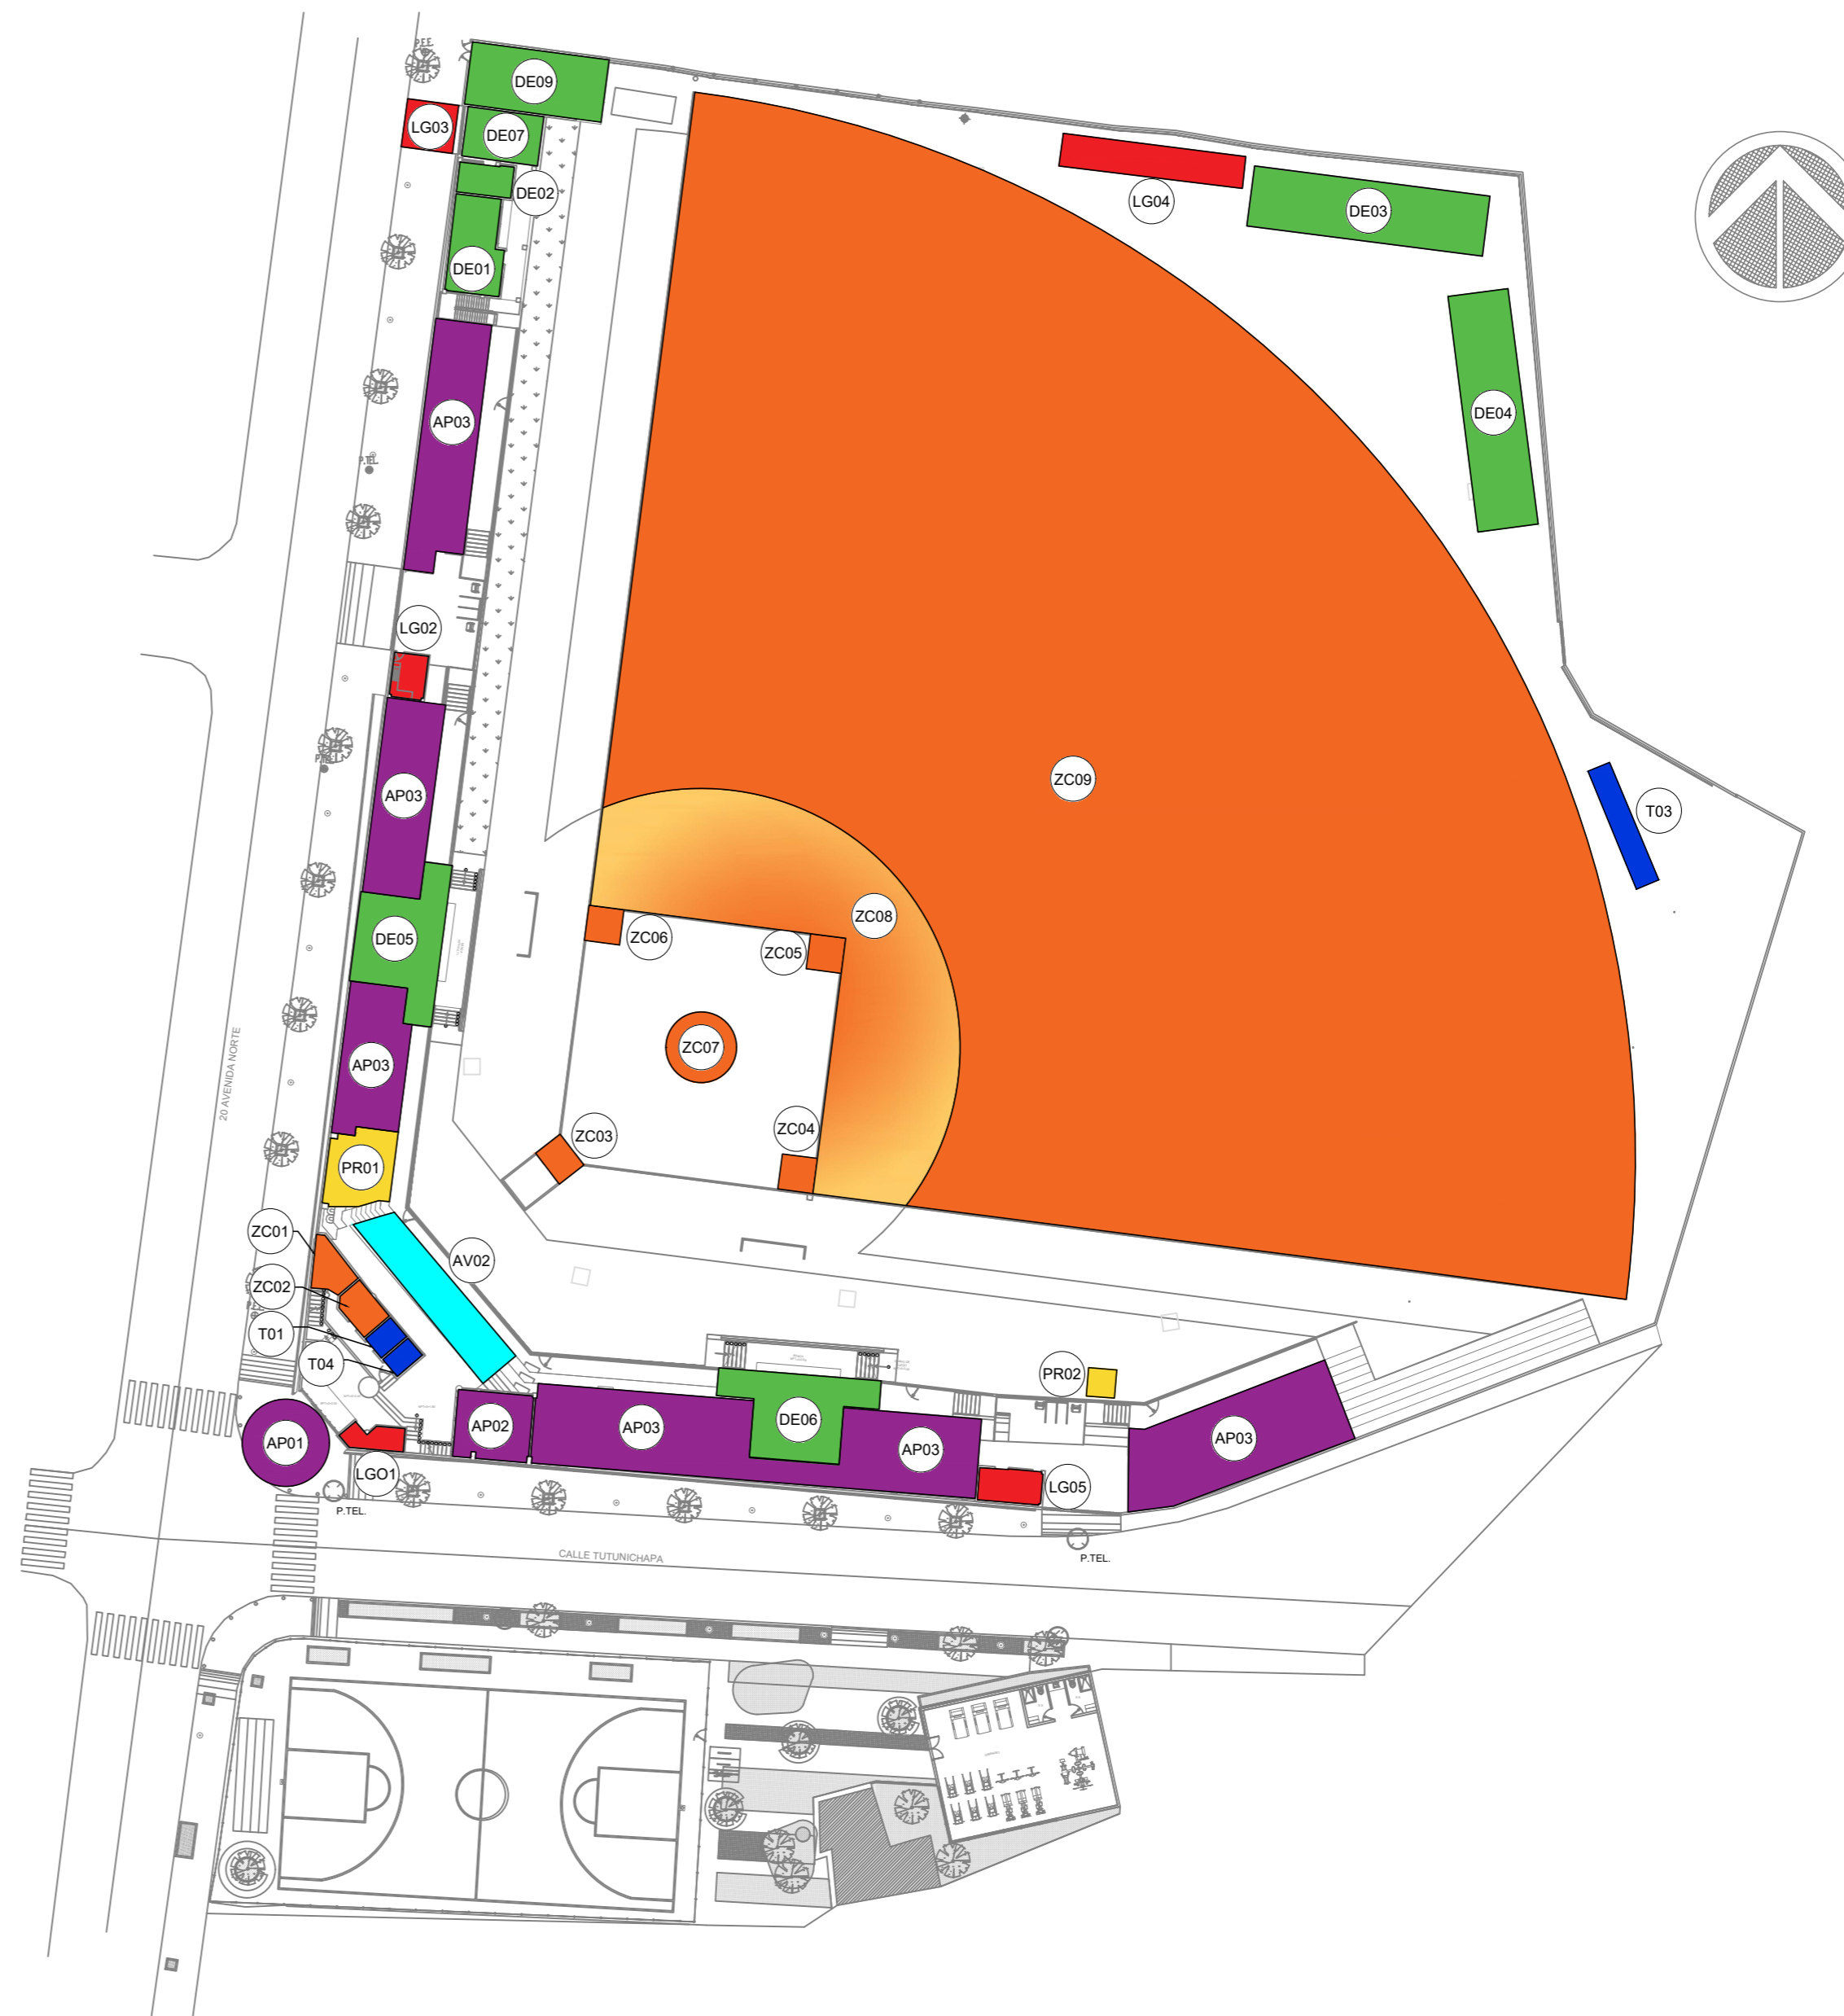 P.E.E.
DE09
LG03
DE07
DE02
LG04
DE03
DE01
DE04
AP03
P.TEL.
LG02
ZC09
AP03
T03
ZC08
DE05
ZC06
ZC05
ZC07
AP03
20 AVENIDA NORTE
ZC04
ZC03
PR01
ZC01
AV02
ZC02
T01
T04
PR02
DE06
AP02
AP03
AP03
AP03
AP01
LGO1
LG05
P.TEL.
CALLE TUTUNICHAPA
P.TEL.